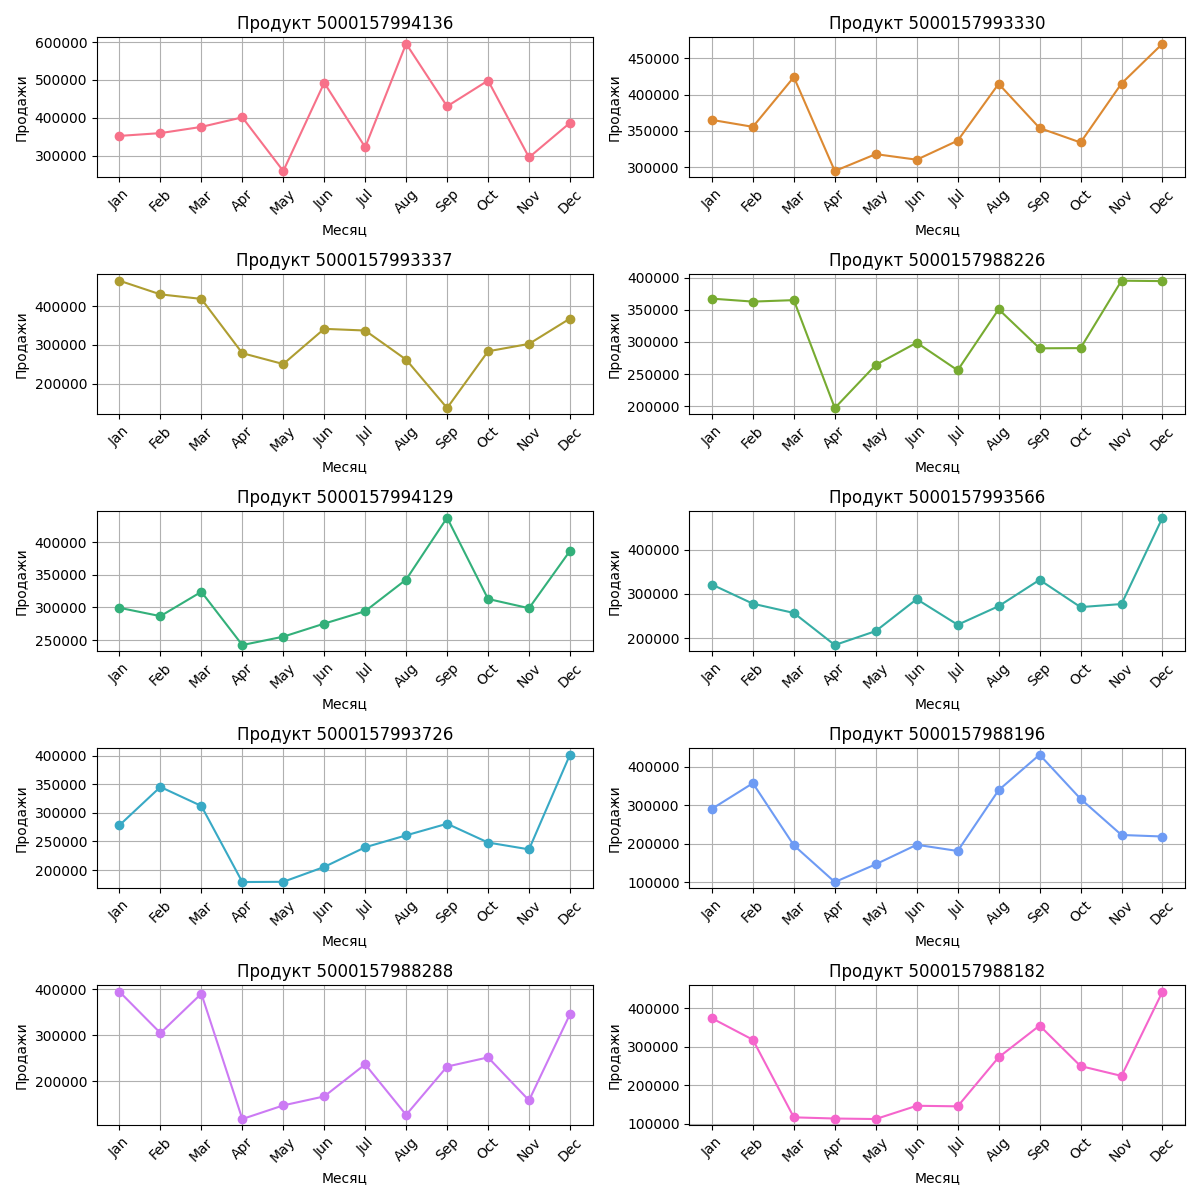 Продукт 5000157994136
Продажи
600000
500000
400000
300000
Jan Feb Mar Apr May Jun Jul Aug Sep Oct Nov Dec
Месяц
Продукт 5000157993330
Продажи
450000
400000
350000
300000
Jan Feb Mar Apr May Jun Jul Aug Sep Oct Nov Dec
Месяц
Продукт 5000157993337
Продажи
400000
300000
200000
Jan Feb Mar Apr May Jun Jul Aug Sep Oct Nov Dec
Месяц
Продукт 5000157988226
Продажи
400000
350000
300000
250000
200000
Jan Feb Mar Apr May Jun Jul Aug Sep Oct Nov Dec
Месяц
Продукт 5000157994129
Продажи
400000
350000
300000
250000
Jan Feb Mar Apr May Jun Jul Aug Sep Oct Nov Dec
Месяц
Продукт 5000157993566
Продажи
400000
300000
200000
Jan Feb Mar Apr May Jun Jul Aug Sep Oct Nov Dec
Месяц
Продукт 5000157993726
Продажи
400000
350000
300000
250000
200000
Jan Feb Mar Apr May Jun Jul Aug Sep Oct Nov Dec
Месяц
Продукт 5000157988196
Продажи
400000
300000
200000
100000
Jan Feb Mar Apr May Jun Jul Aug Sep Oct Nov Dec
Месяц
Продукт 5000157988288
Продажи
400000
300000
200000
Jan Feb Mar Apr May Jun Jul Aug Sep Oct Nov Dec
Месяц
Продукт 5000157988182
Продажи
400000
300000
200000
100000
Jan Feb Mar Apr May Jun Jul Aug Sep Oct Nov Dec
Месяц